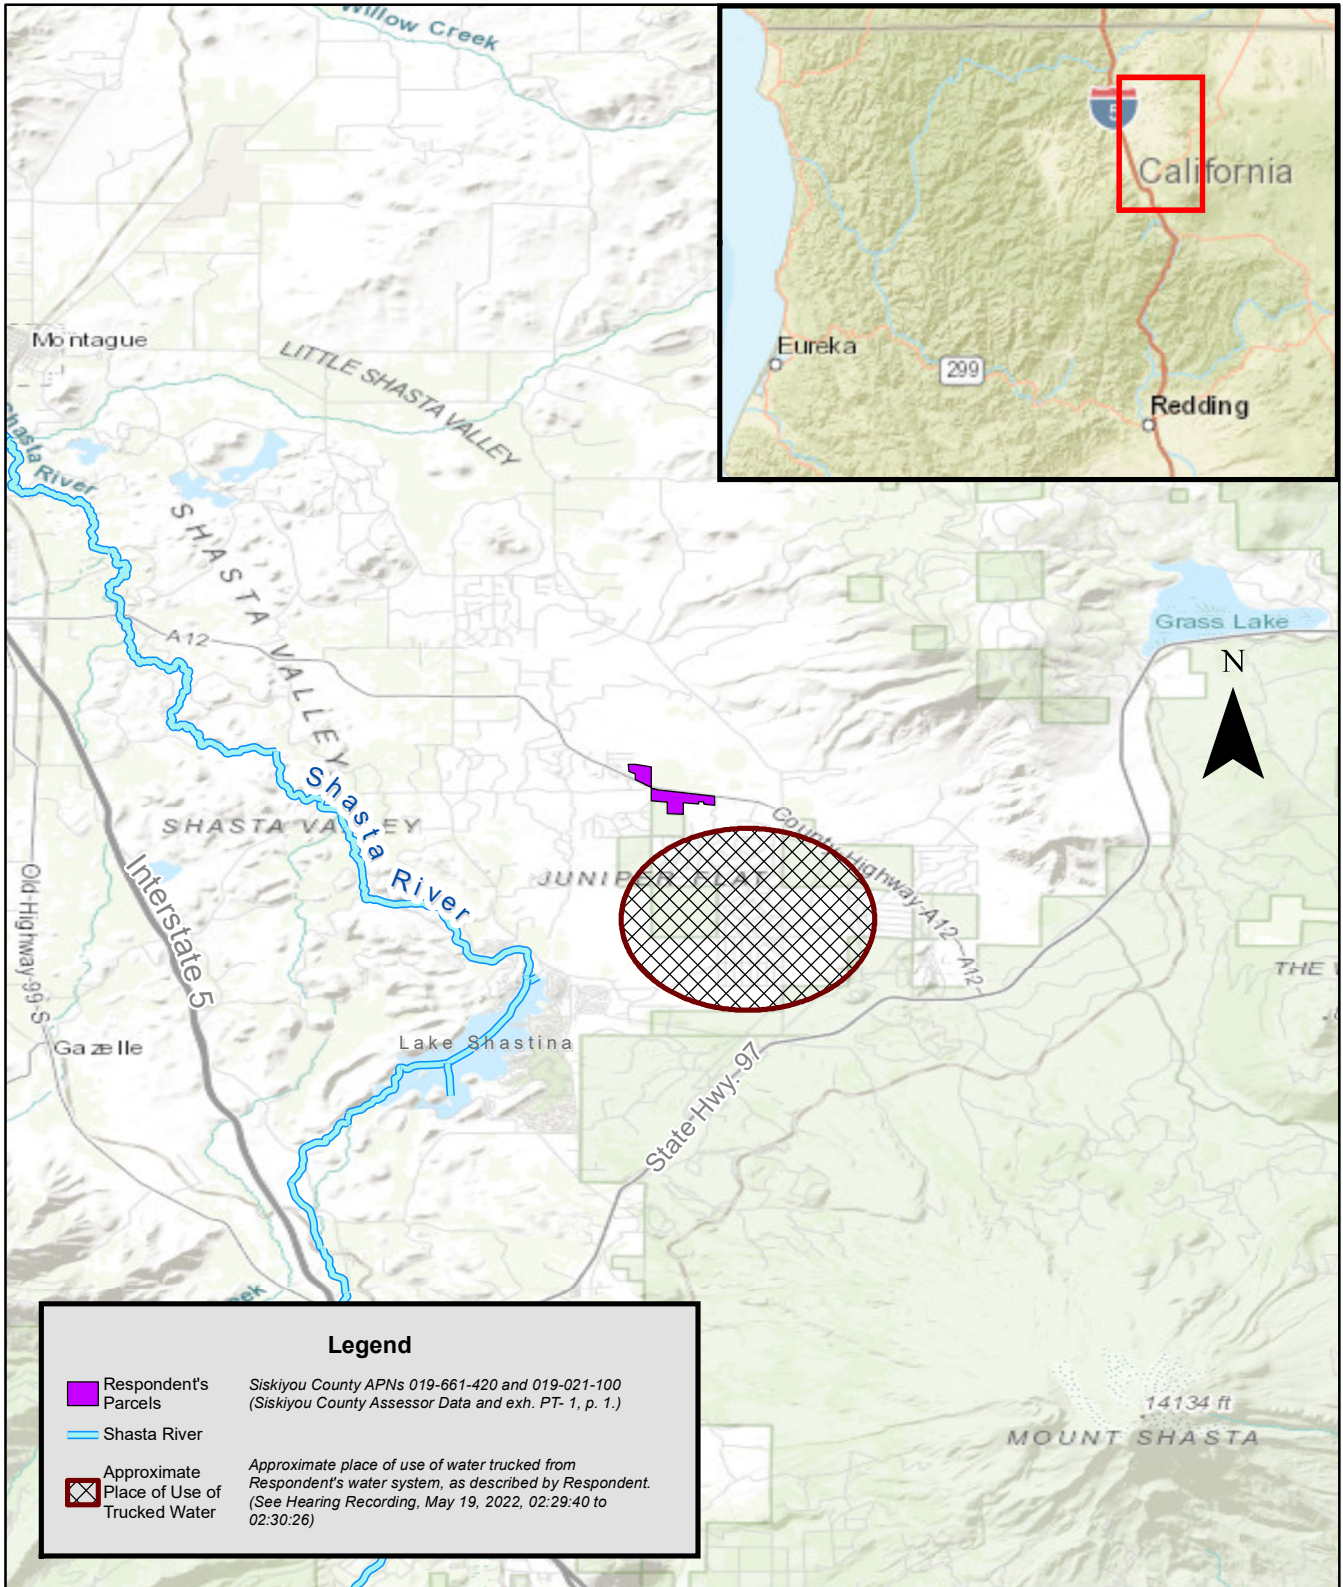 Willow Creek
5
California
Eureka
299
Redding
Montague
LITTLE SHASTA VALLEY
Shasta River
SHASTA VALLEY
A12
Grass Lake
N
Shasta River
SHASTA VALLEY
County Highway A12
A12
JUNIPER FLAT
Interstate 5
Old Highway 99 S
THE
Gazelle
Lake Shastina
State Hwy. 97
14134 ft
MOUNT SHASTA
Legend
Respondent's
Parcels
Siskiyou County APNs 019-661-420 and 019-021-100
(Siskiyou County Assessor Data and exh. PT- 1, p. 1.)
Shasta River
Approximate
Place of Use of
Trucked Water
Approximate place of use of water trucked from
Respondent's water system, as described by Respondent.
(See Hearing Recording, May 19, 2022, 02:29:40 to
02:30:26)